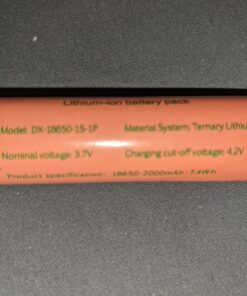 Lithium-ion battery pack
Model: DX-18650-1S-1P Material System: Ternary Lithium
Nominal voltage: 3.7V Charging cut-off voltage: 4.2V
Product specification: 18650-2000mAh-7.4Wh